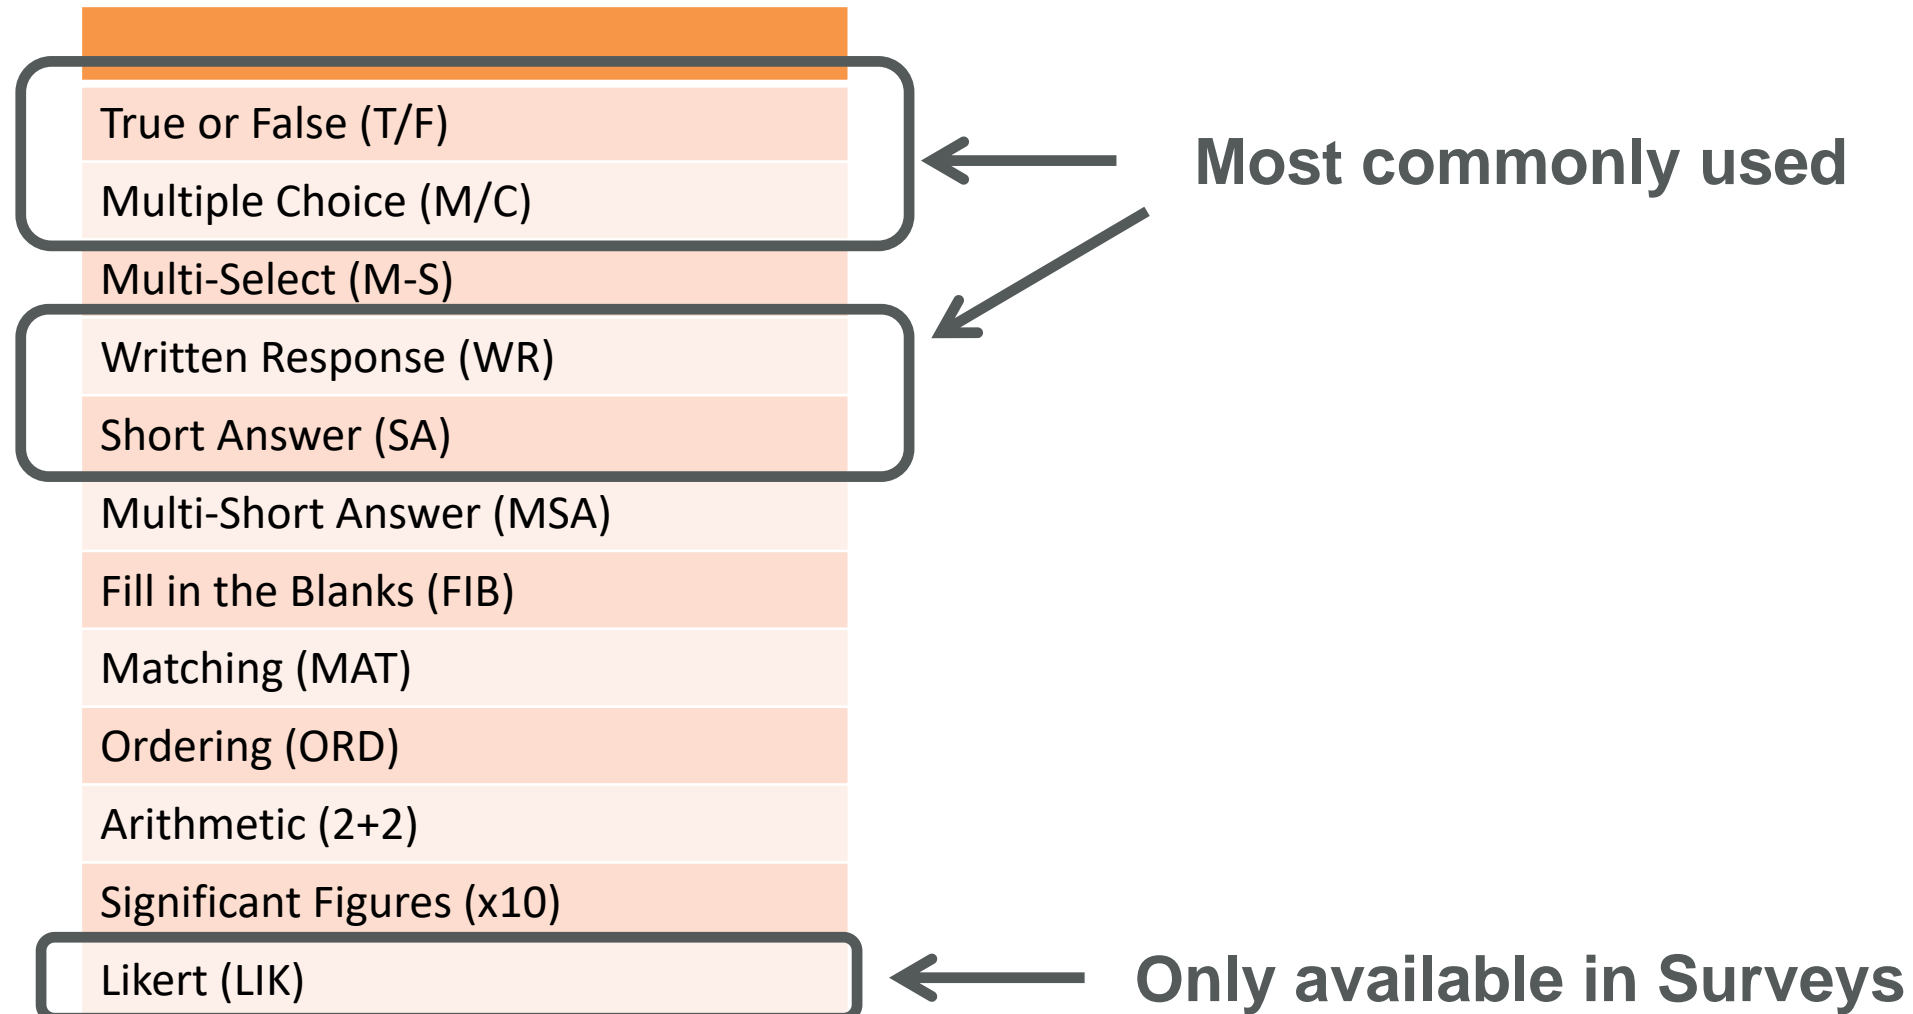 True or False (T/F)
Multiple Choice (M/C)
Multi-Select (M-S)
Written Response (WR)
Short Answer (SA)
Multi-Short Answer (MSA)
Fill in the Blanks (FIB)
Matching (MAT)
Ordering (ORD)
Arithmetic (2+2)
Significant Figures (x10)
Likert (LIK)
Most commonly used
Only available in Surveys